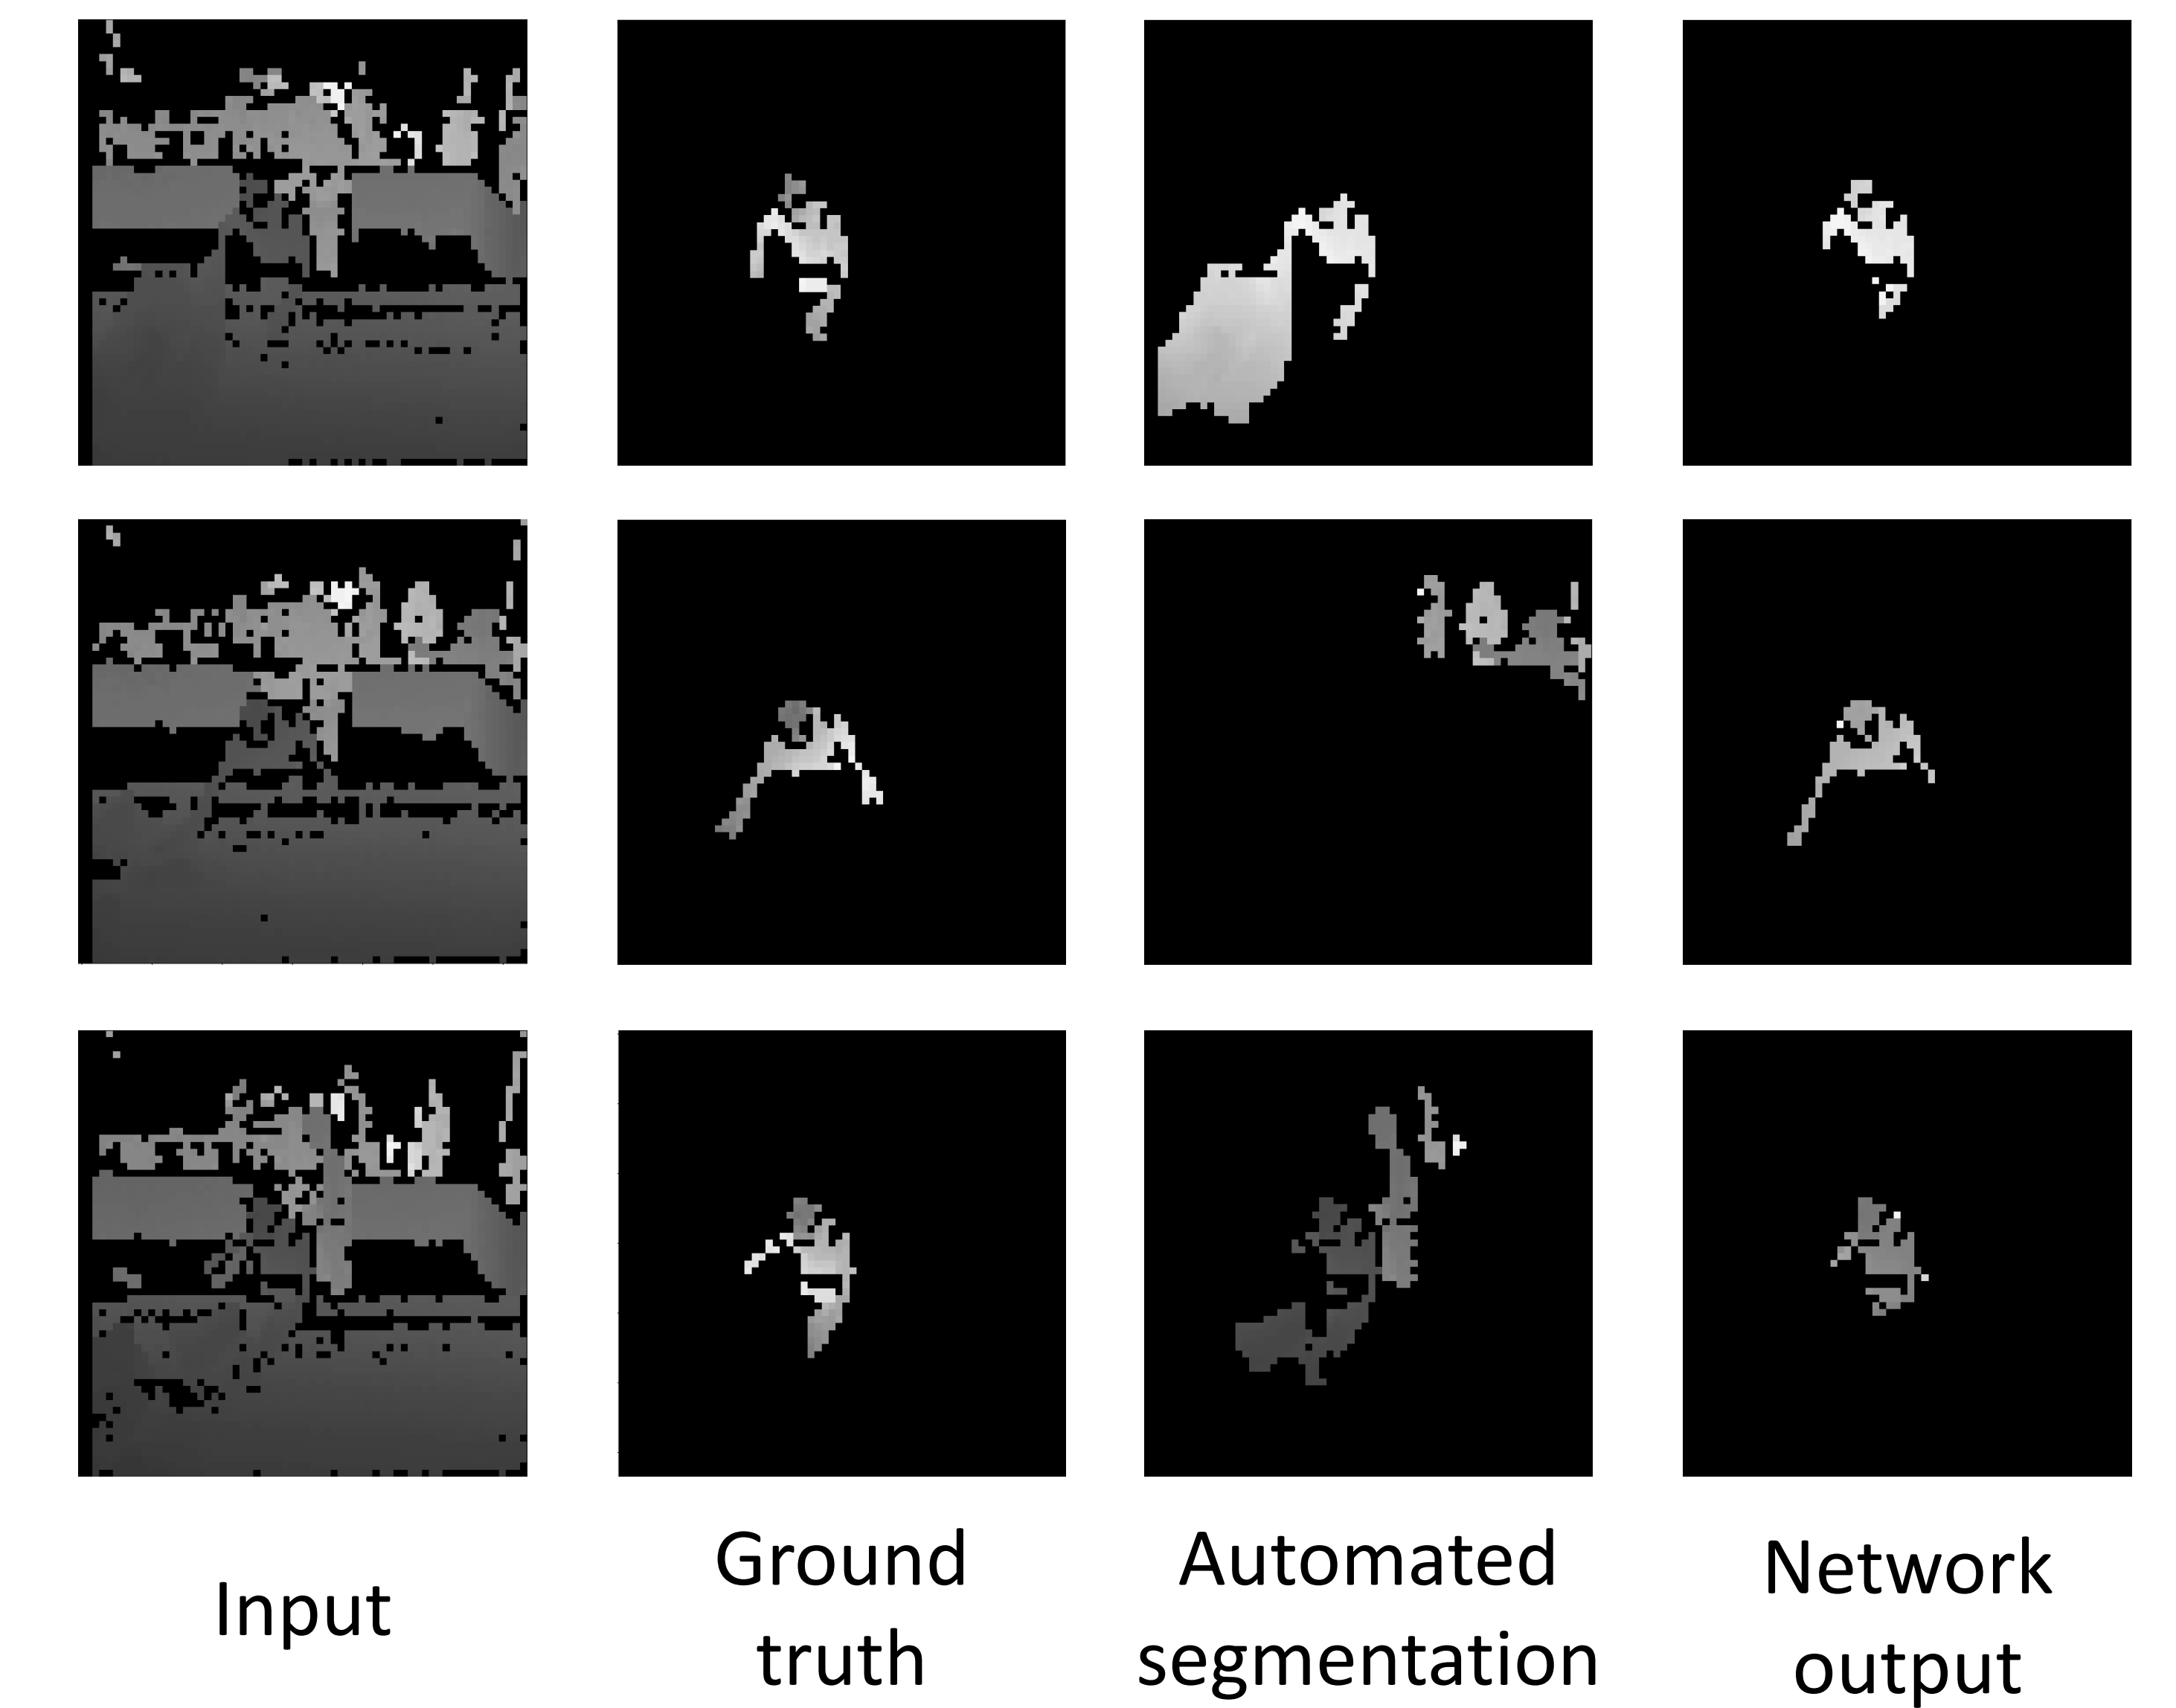 Input
Ground
truth
Automated
segmentation
Network
output